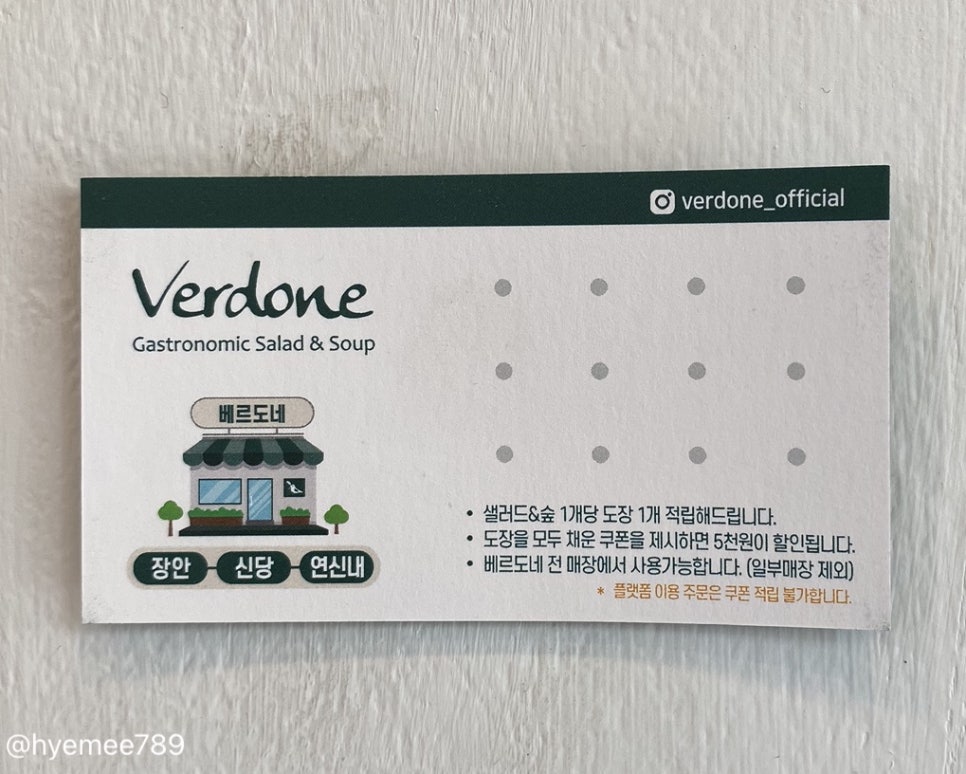 verdone_official
Verdone
Gastronomic Salad & Soup
베르도네
장안 신당 연신내
• 샐러드&숲 1개당 도장 1개 적립해드립니다.
• 도장을 모두 채운 쿠폰을 제시하면 5천원이 할인됩니다.
• 베르도네 전 매장에서 사용가능합니다. (일부매장 제외)
* 플랫폼 이용 주문은 쿠폰 적립 불가합니다.
@hyemee789